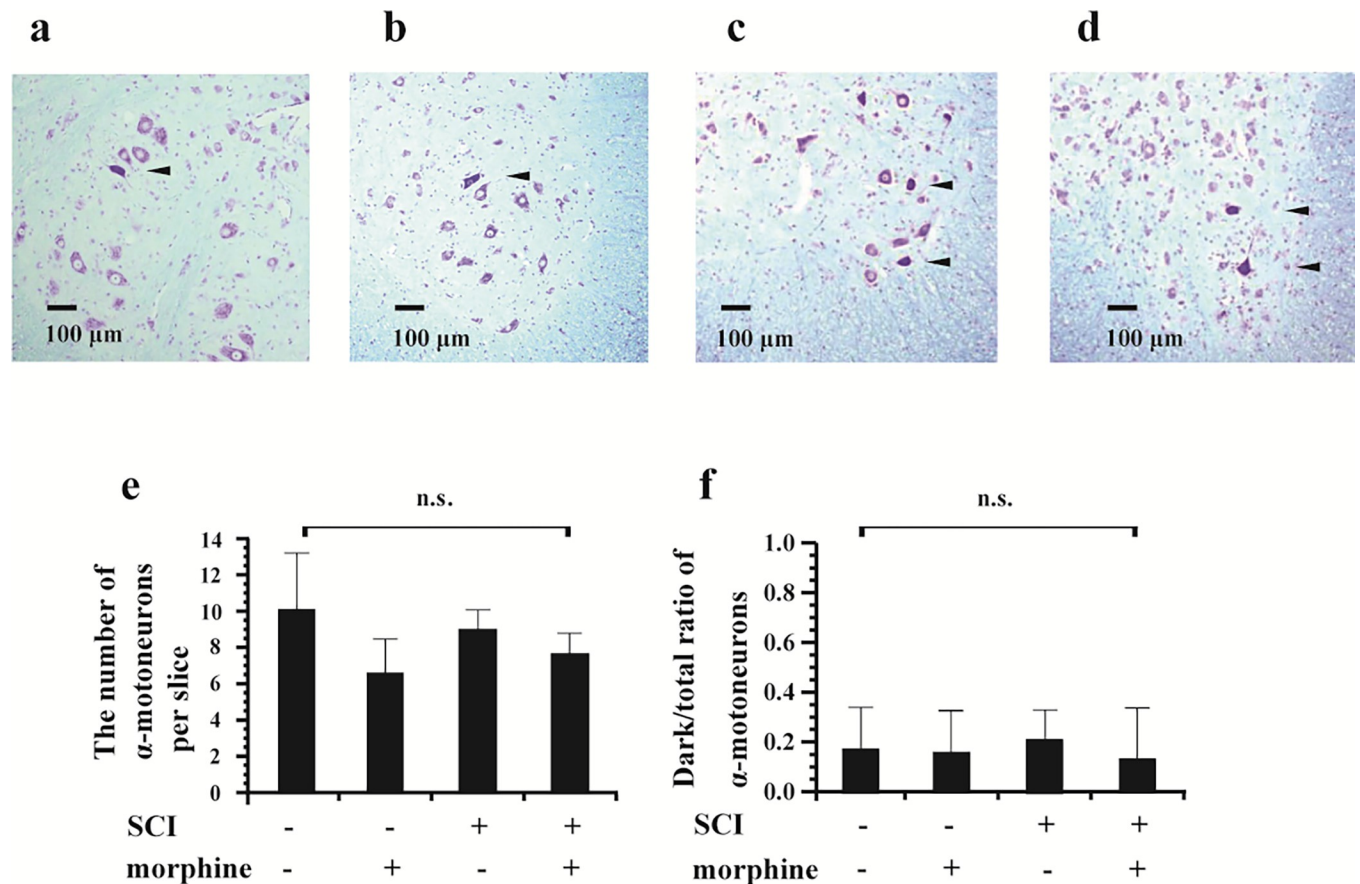 a b c d
100 µm 100 µm 100 µm 100 µm
e
n.s.
The number of
α-motoneurons
per slice
14
12
10
8
6
4
2
0
SCI - - + +
morphine - + - +
f
n.s.
Dark/total ratio of
α-motoneurons
1.0
0.8
0.6
0.4
0.2
0.0
SCI - - + +
morphine - + - +